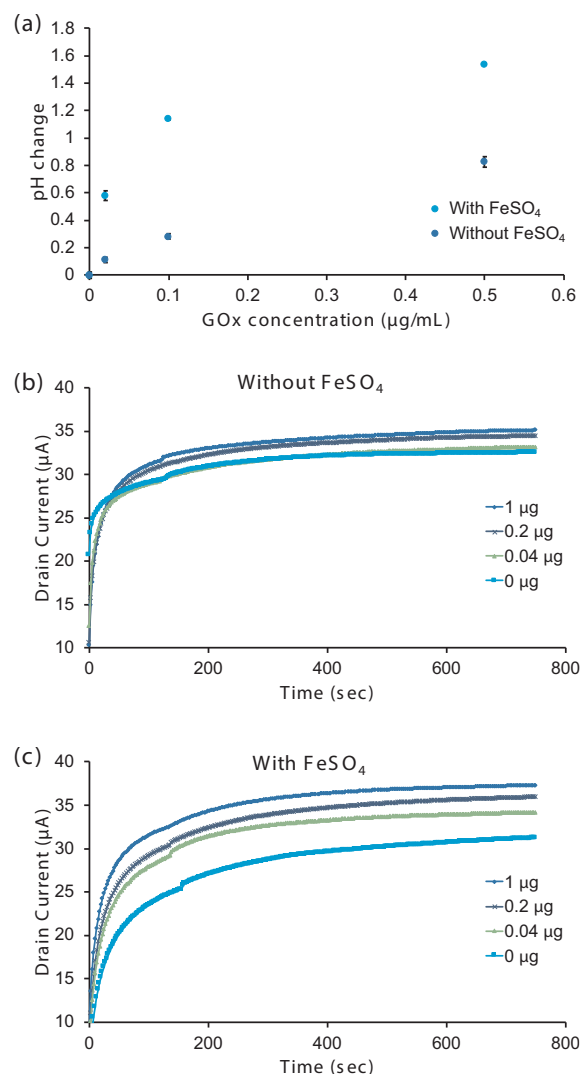 (a)
1.8
1.6
1.4
1.2
1
0.8
0.6
0.4
0.2
0
pH change
With FeSO₄
Without FeSO₄
0 0.1 0.2 0.3 0.4 0.5 0.6
GOx concentration (μg/mL)
(b)
Without FeSO₄
40
35
30
25
20
15
10
Drain Current (μA)
1 μg
0.2 μg
0.04 μg
0 μg
0 200 400 600 800
Time (sec)
(c)
With FeSO₄
40
35
30
25
20
15
10
Drain Current (μA)
1 μg
0.2 μg
0.04 μg
0 μg
0 200 400 600 800
Time (sec)